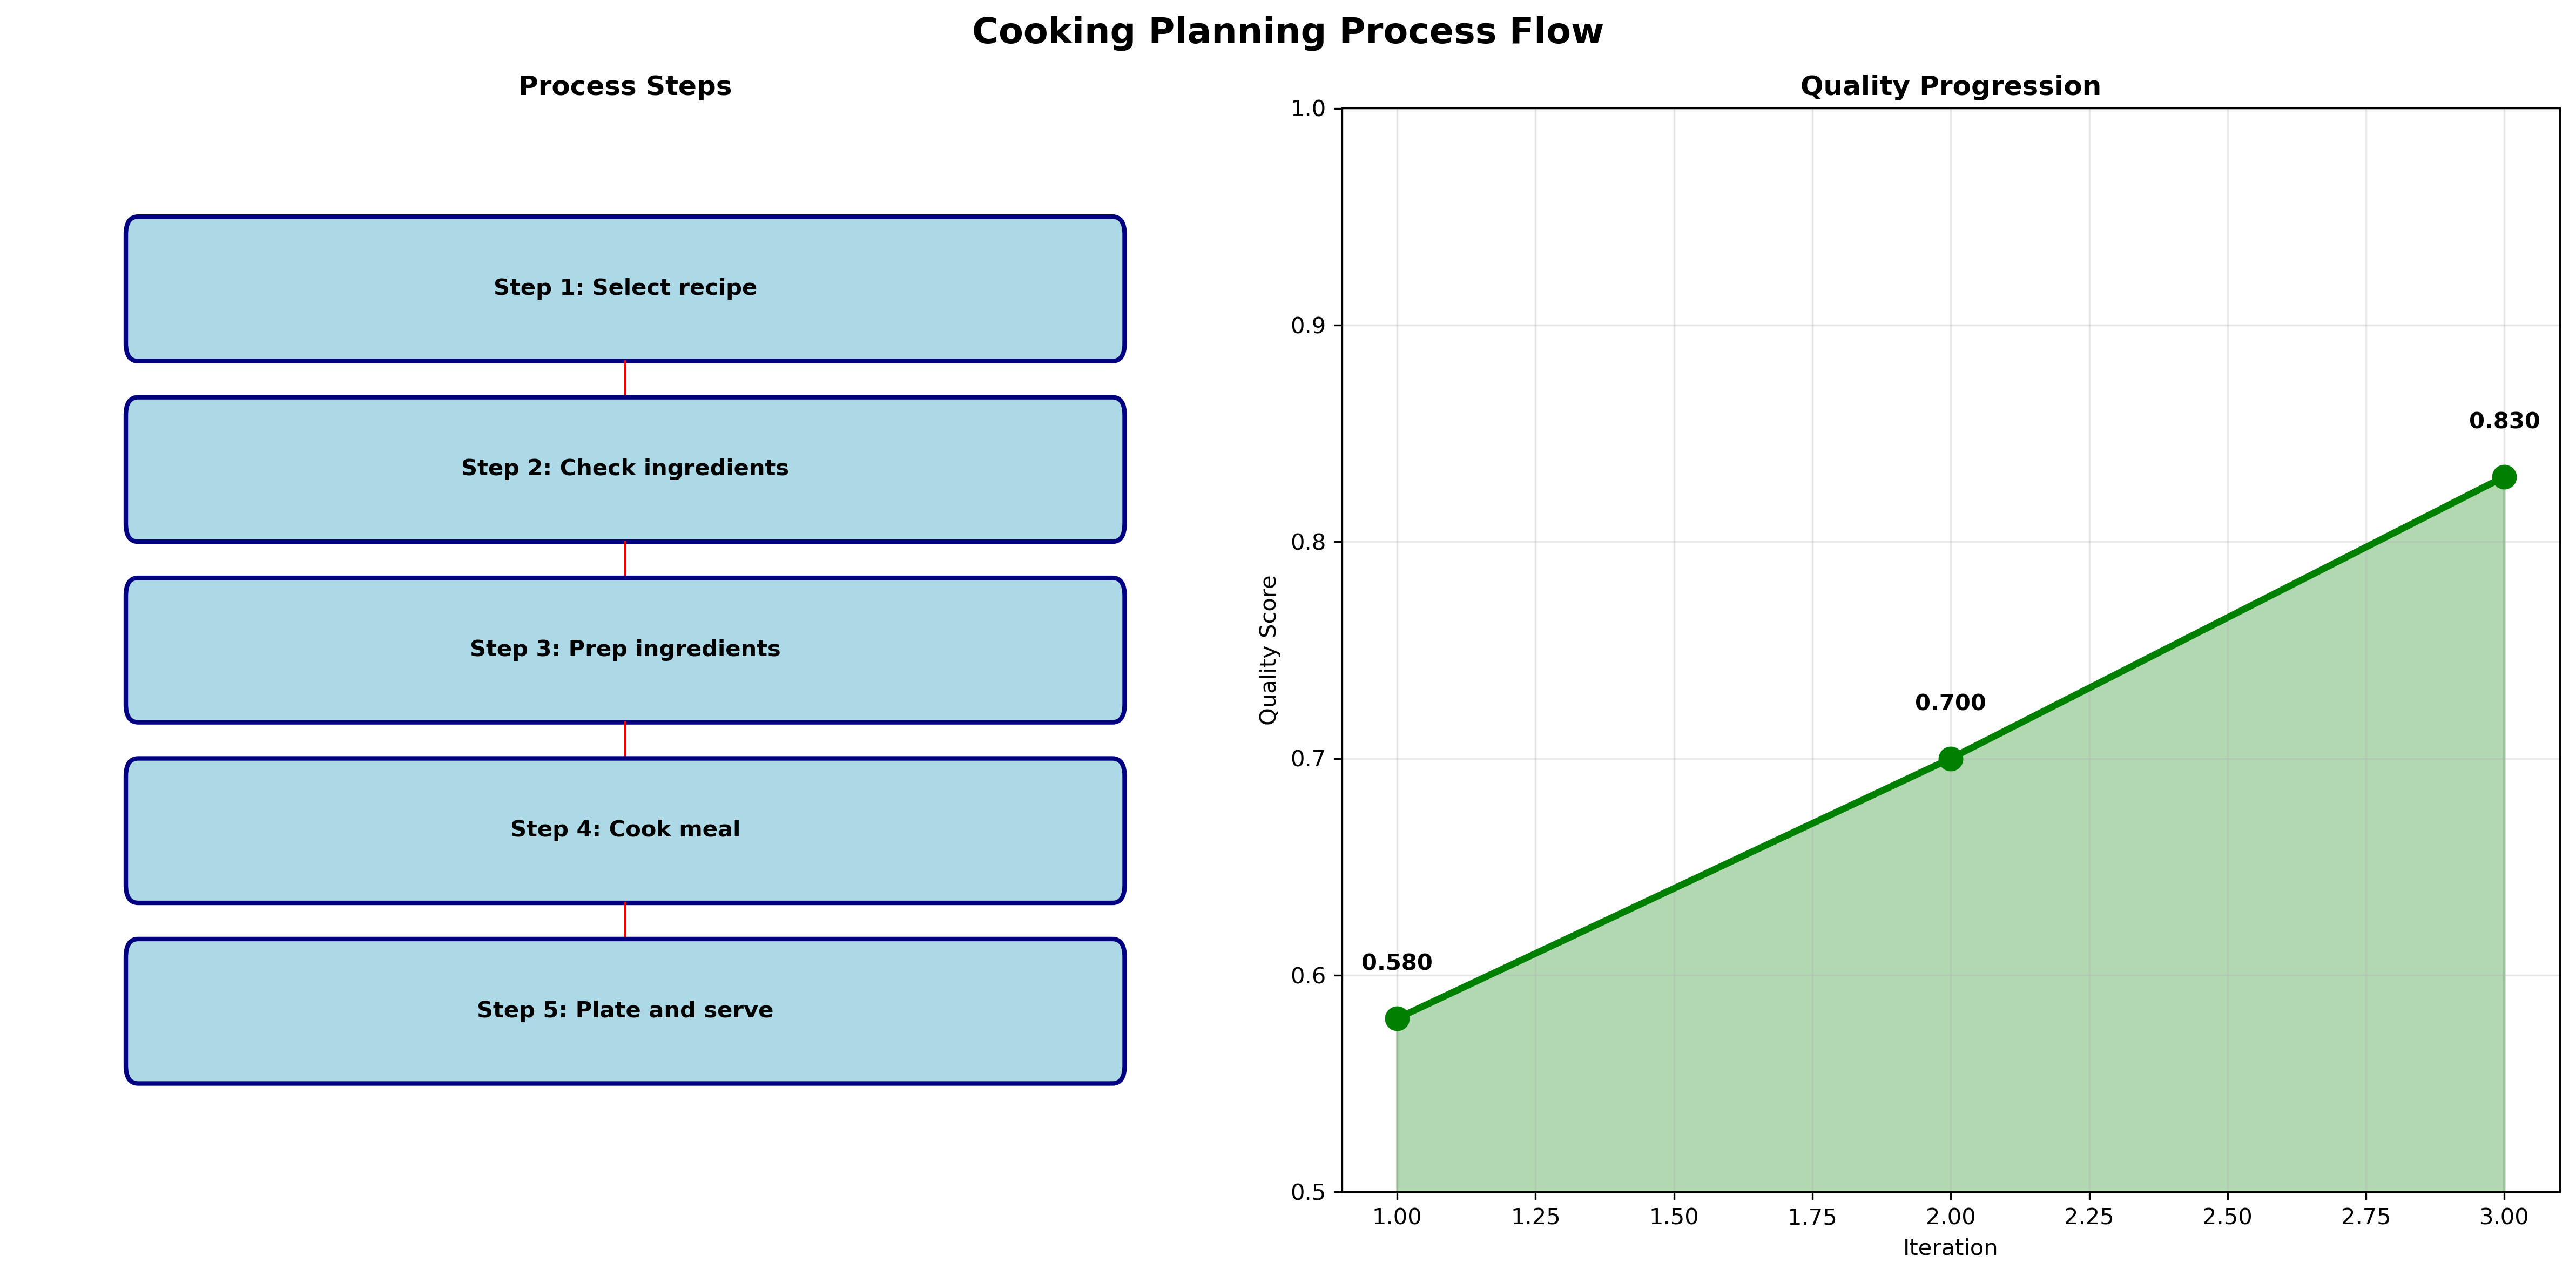 Cooking Planning Process Flow
Process Steps
Step 1: Select recipe
Step 2: Check ingredients
Step 3: Prep ingredients
Step 4: Cook meal
Step 5: Plate and serve
Quality Progression
Quality Score
1.0
0.9
0.8
0.7
0.6
0.5
0.580
0.700
0.830
1.00 1.25 1.50 1.75 2.00 2.25 2.50 2.75 3.00
Iteration